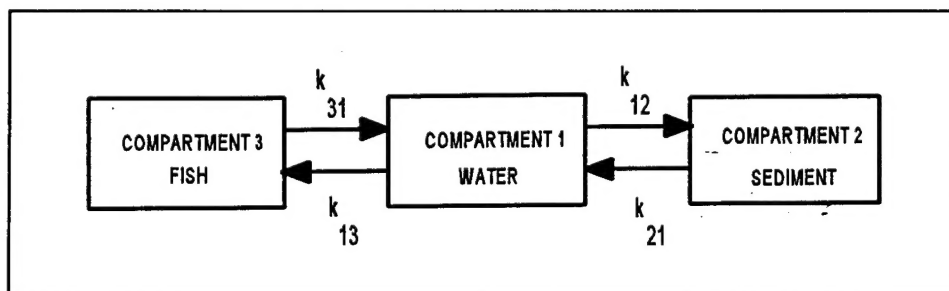 k
31
k
12
COMPARTMENT 3
FISH
COMPARTMENT 1
WATER
COMPARTMENT 2
SEDIMENT
k
13
k
21